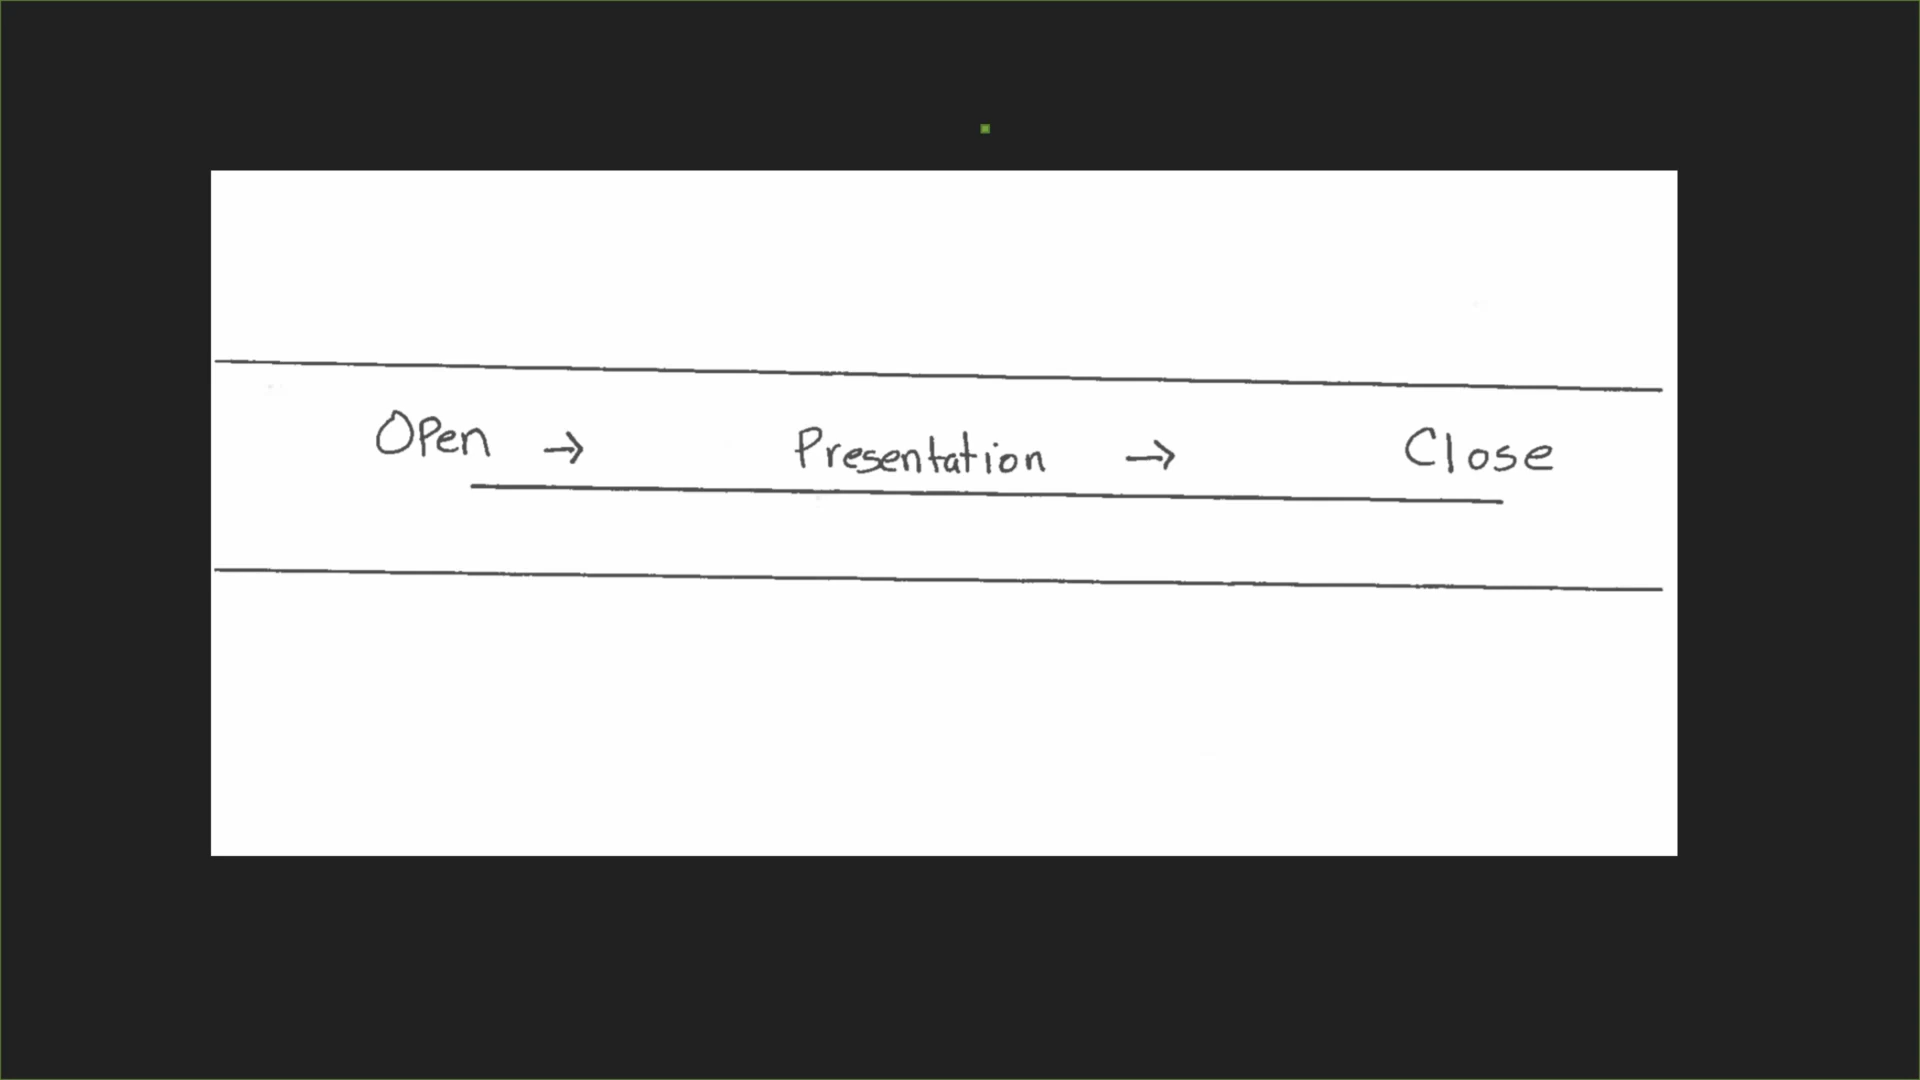 Open → Presentation → Close